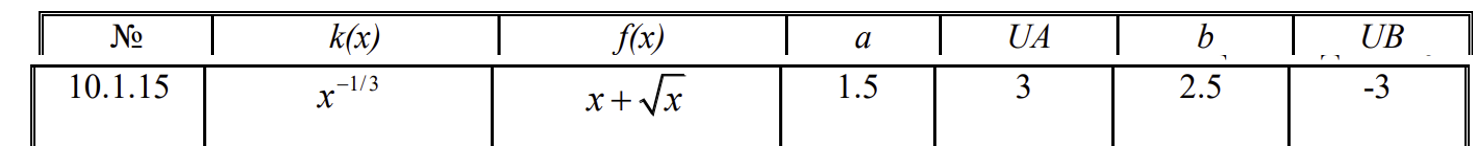 № k(x) f(x) a UA b UB
10.1.15 x^{-1/3} x + √x 1.5 3 2.5 -3